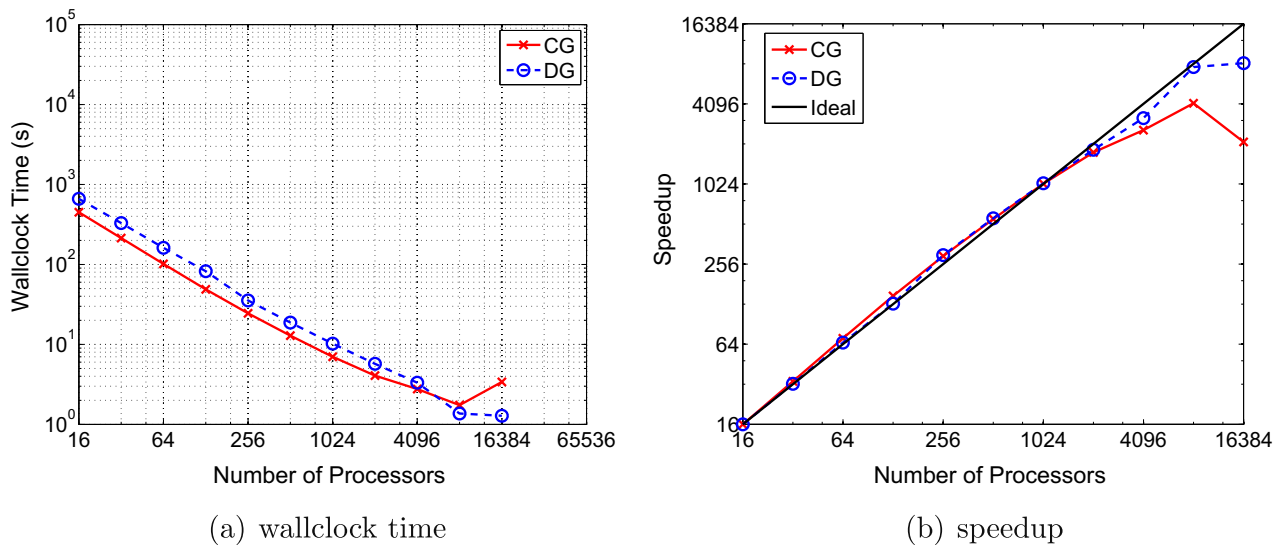 10^5
10^4
10^3
10^2
10^1
10^0
Wallclock Time (s)
CG
DG
16 64 256 1024 4096 16384 65536
Number of Processors
(a) wallclock time
16384
4096
1024
256
64
16
Speedup
CG
DG
Ideal
16 64 256 1024 4096 16384
Number of Processors
(b) speedup